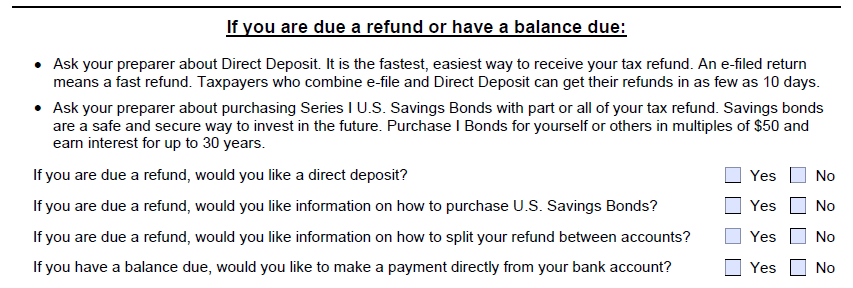 If you are due a refund or have a balance due:
• Ask your preparer about Direct Deposit. It is the fastest, easiest way to receive your tax refund. An e-filed return
means a fast refund. Taxpayers who combine e-file and Direct Deposit can get their refunds in as few as 10 days.
• Ask your preparer about purchasing Series I U.S. Savings Bonds with part or all of your tax refund. Savings bonds
are a safe and secure way to invest in the future. Purchase I Bonds for yourself or others in multiples of $50 and
earn interest for up to 30 years.
If you are due a refund, would you like a direct deposit? Yes No
If you are due a refund, would you like information on how to purchase U.S. Savings Bonds? Yes No
If you are due a refund, would you like information on how to split your refund between accounts? Yes No
If you have a balance due, would you like to make a payment directly from your bank account? Yes No